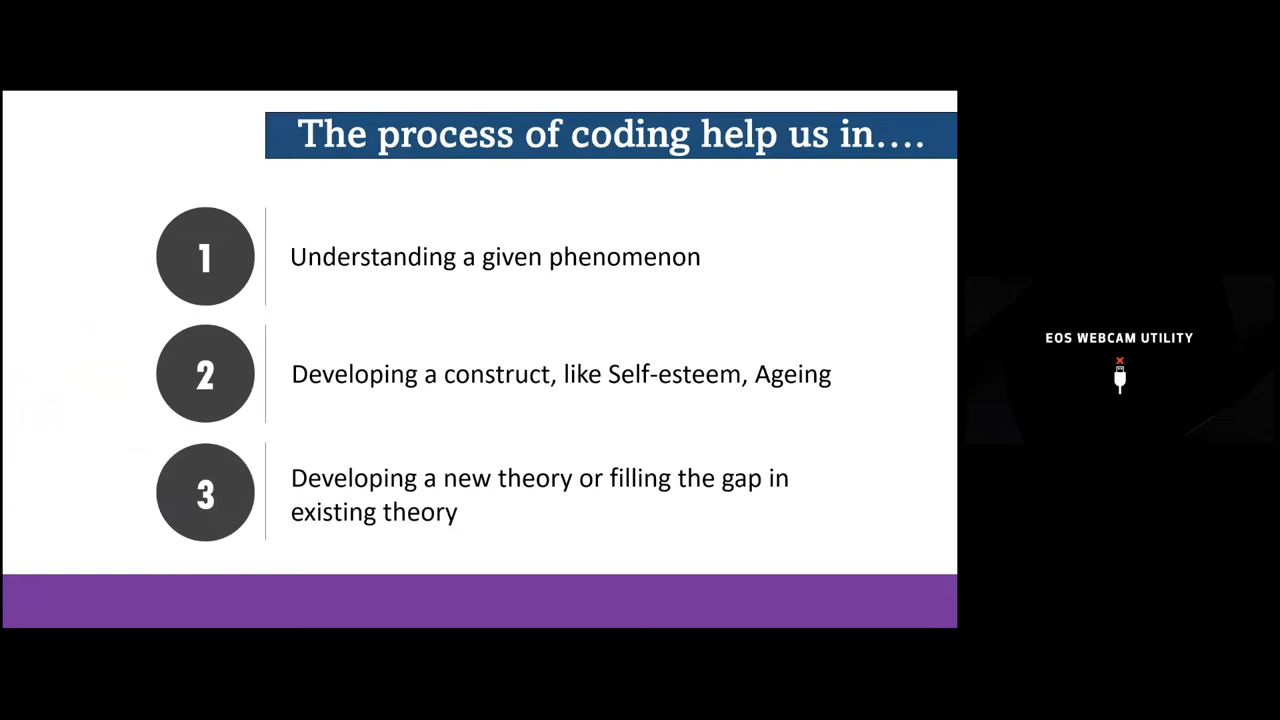 The process of coding help us in....
1
Understanding a given phenomenon
2
Developing a construct, like Self-esteem, Ageing
3
Developing a new theory or filling the gap in
existing theory
EOS WEBCAM UTILITY